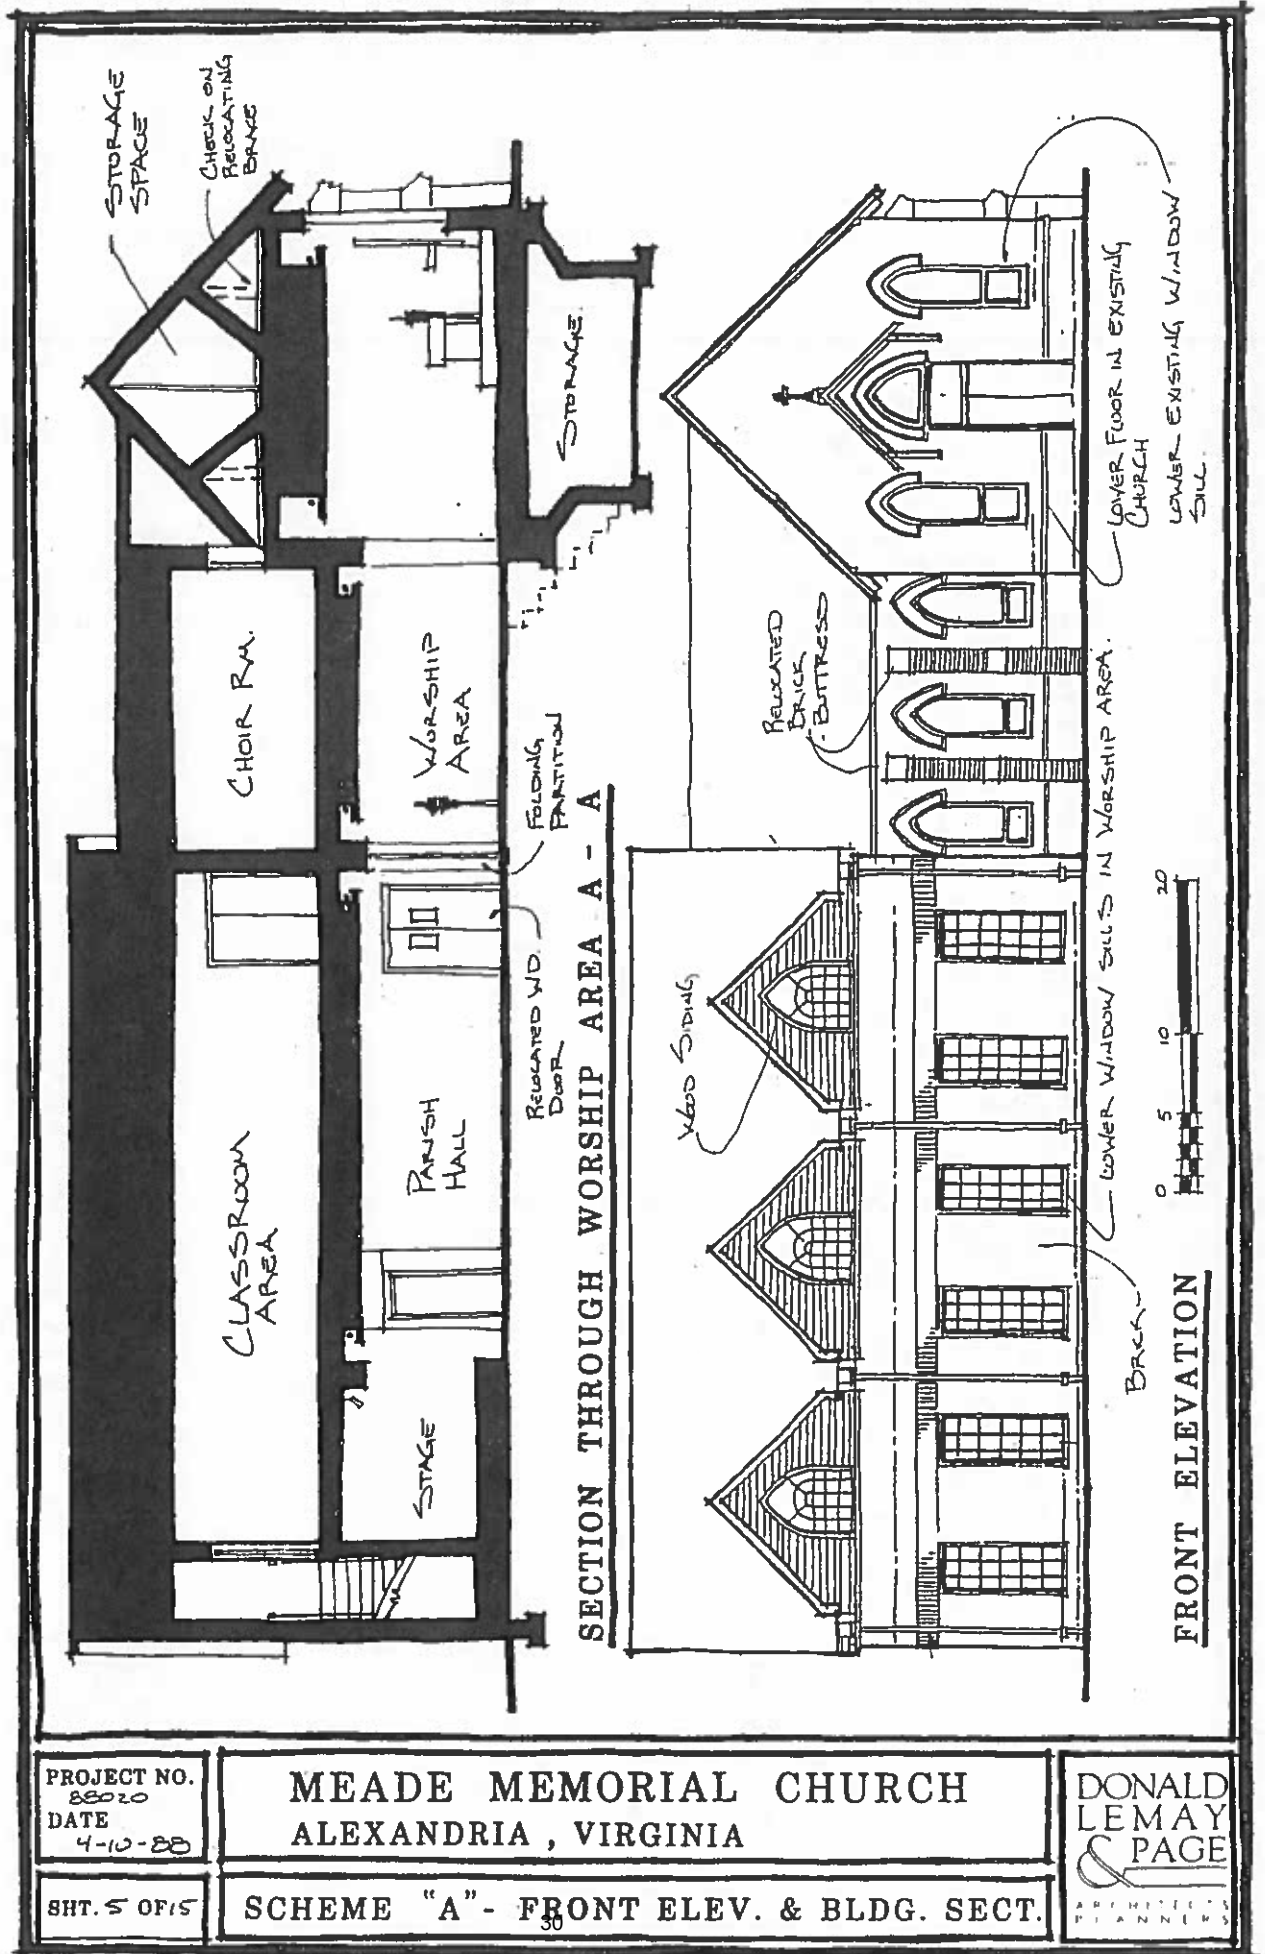 STORAGE
SPACE
CHECK ON
RELOCATING
BRACE
CHOIR RM.
CLASSROOM
AREA
WORSHIP
AREA
PARISH
HALL
STAGE
STORAGE
FOLDING
PARTITION
RELOCATED WD.
DOOR
SECTION THROUGH WORSHIP AREA A - A
RELOCATED
BRICK
BUTTRESS
WOOD SIDING
LOWER FLOOR IN EXISTING
CHURCH
LOWER EXISTING WINDOW
SILL
LOWER WINDOW SILLS IN WORSHIP AREA.
BRICK
0 5 10 20
FRONT ELEVATION
PROJECT NO.
88020
DATE
4-10-88
SHT. 5 OF 15
MEADE MEMORIAL CHURCH
ALEXANDRIA , VIRGINIA
SCHEME "A" - FRONT ELEV. & BLDG. SECT.
30
DONALD
LEMAY
& PAGE
ARCHITECTS
PLANNERS